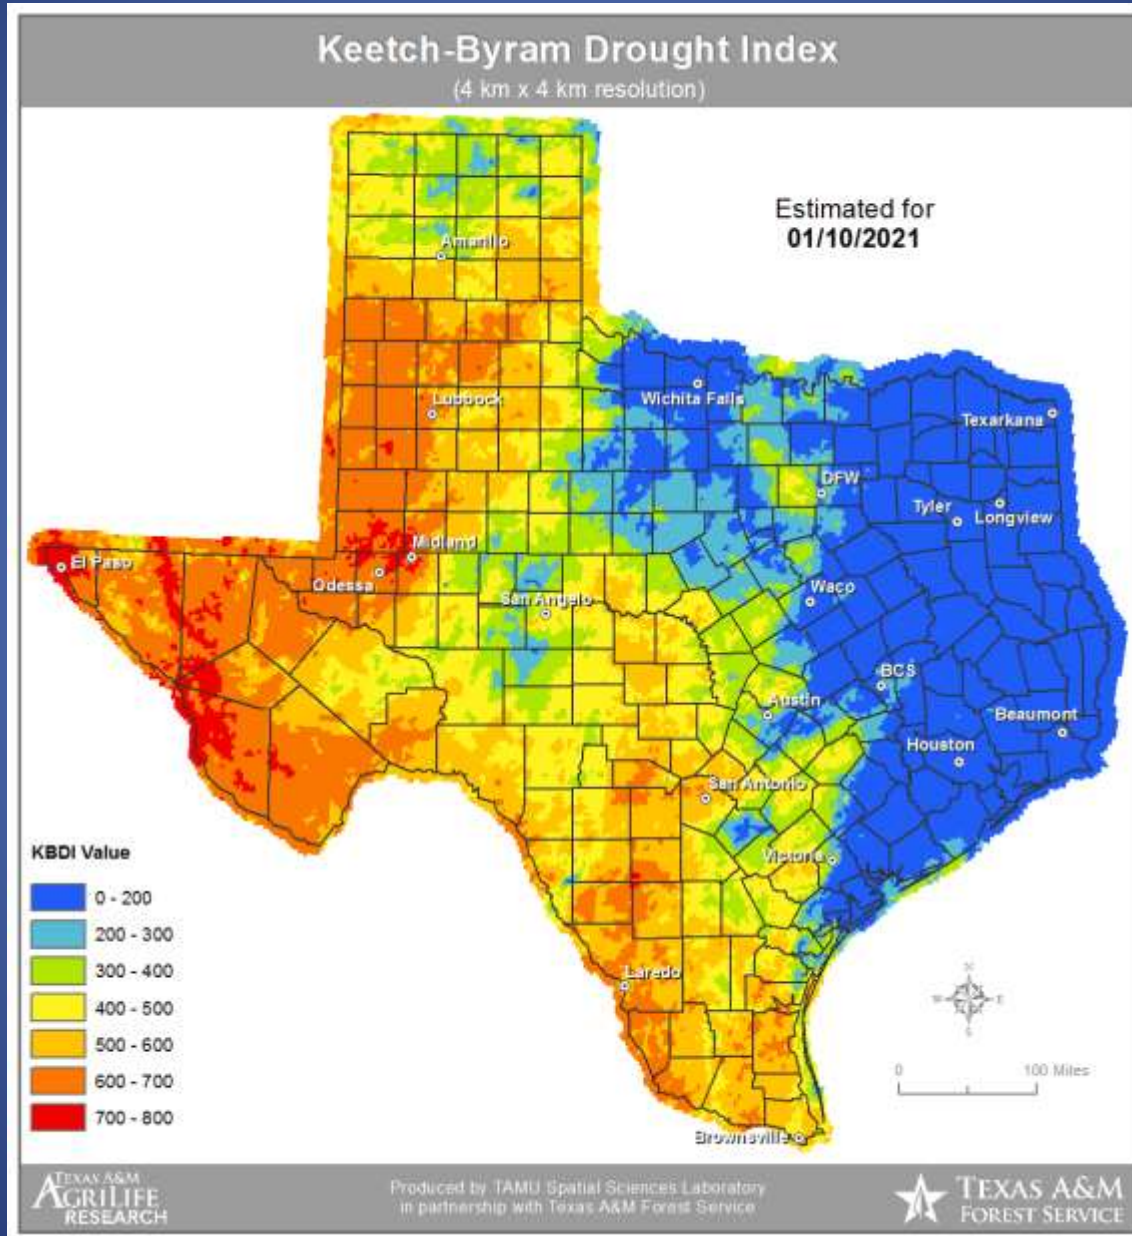 Keetch-Byram Drought Index
(4 km x 4 km resolution)
Estimated for
01/10/2021
Amarillo
Wichita Falls
Lubbock
Texarkana
DFW
Tyler
Longview
Midland
El Paso
Odessa
San Angelo
Waco
BCS
Austin
Beaumont
Houston
San Antonio
Victoria
KBDI Value
0 - 200
200 - 300
300 - 400
400 - 500
500 - 600
600 - 700
700 - 800
Laredo
N
W E
S
0 100 Miles
Brownsville
TEXAS A&M
AGRILIFE
RESEARCH
Produced by TAMU Spatial Sciences Laboratory
in partnership with Texas A&M Forest Service
TEXAS A&M
FOREST SERVICE